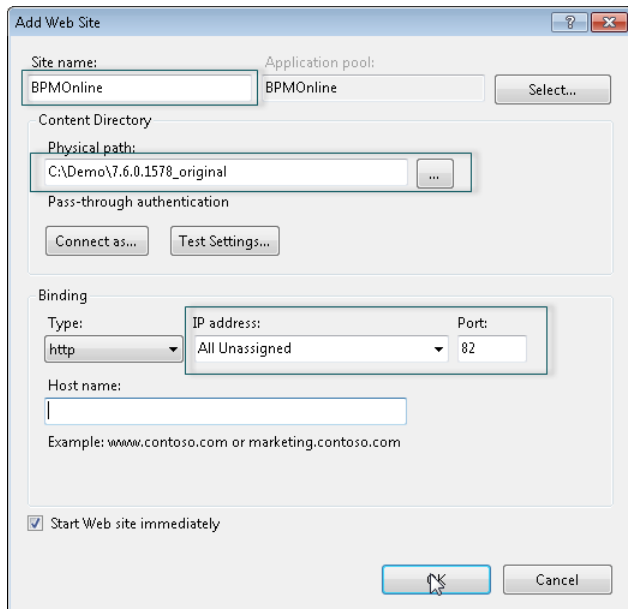 Add Web Site
Site name:
Application pool:
BPMOnline
BPMOnline
Select...
Content Directory
Physical path:
C:\Demo\7.6.0.1578_original
...
Pass-through authentication
Connect as...
Test Settings...
Binding
Type:
IP address:
Port:
http
All Unassigned
82
Host name:
Example: www.contoso.com or marketing.contoso.com
Start Web site immediately
OK
Cancel